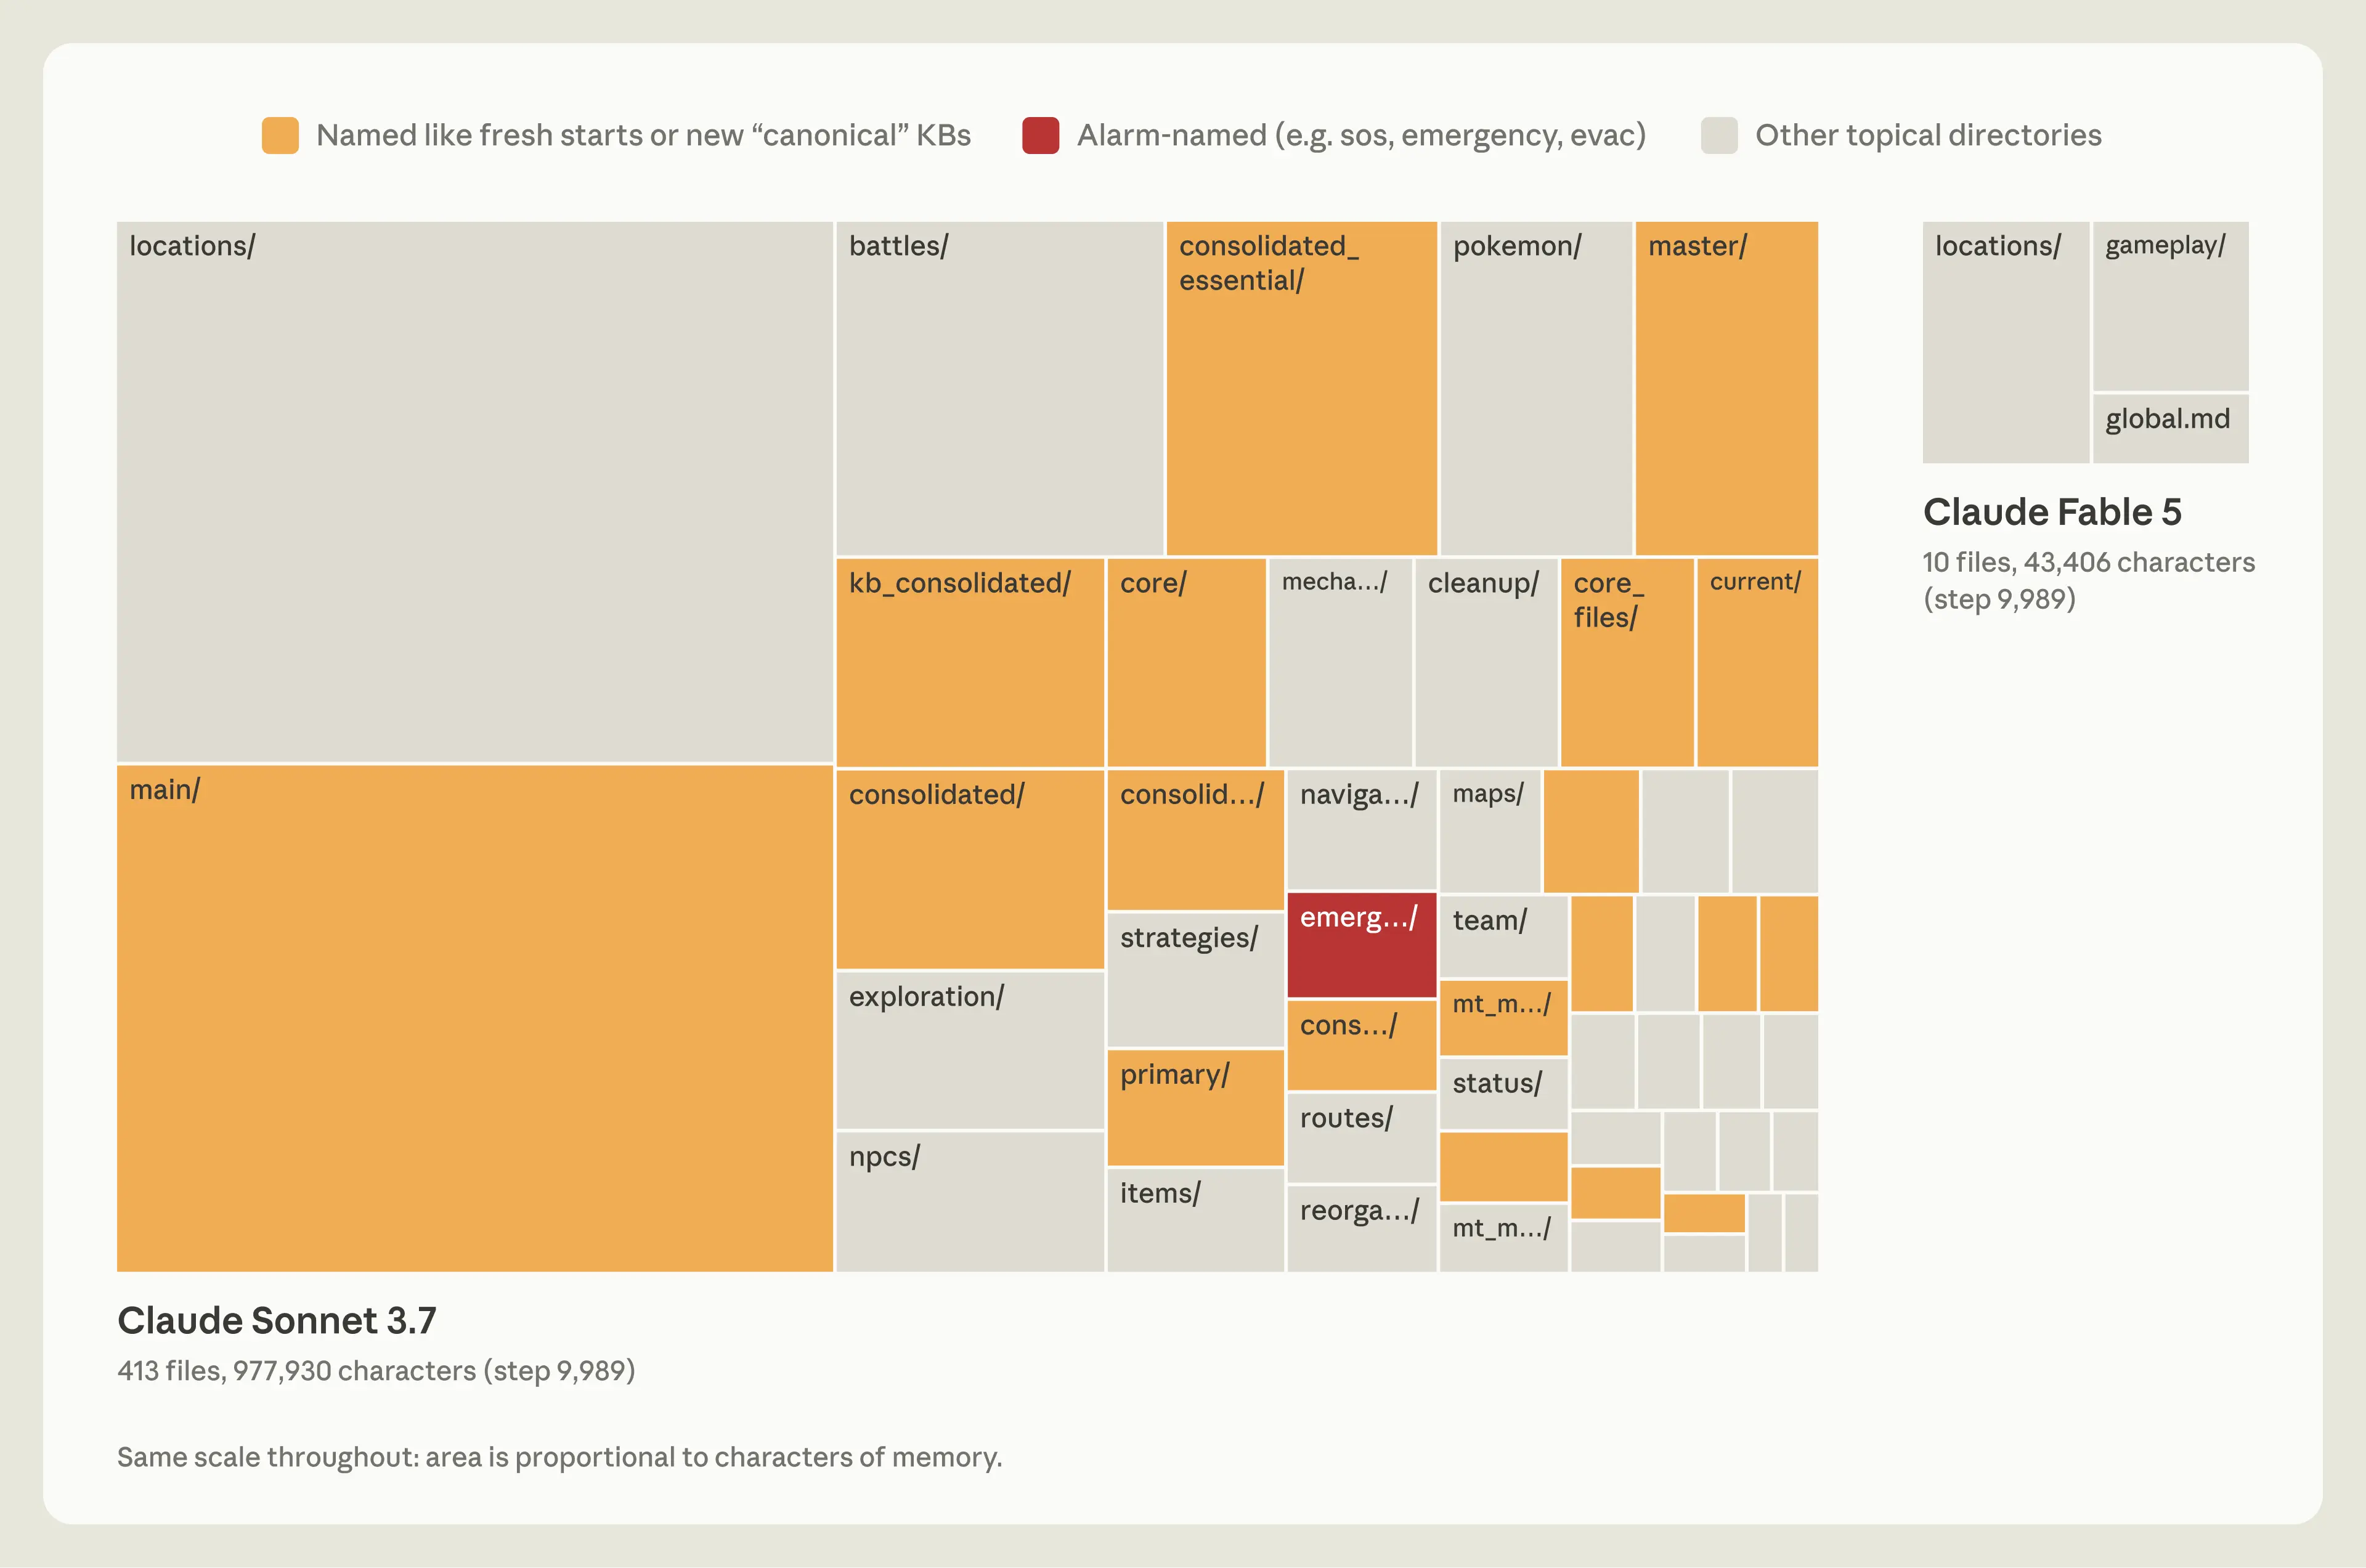 Named like fresh starts or new “canonical” KBs
Alarm-named (e.g. sos, emergency, evac)
Other topical directories
locations/
battles/
consolidated_
essential/
pokemon/
master/
kb_consolidated/
core/
mecha.../
cleanup/
core_
files/
current/
main/
consolidated/
consolid.../
naviga.../
maps/
emerg.../
team/
strategies/
exploration/
mt_m.../
cons.../
primary/
status/
routes/
npcs/
items/
reorga.../
mt_m.../
Claude Sonnet 3.7
413 files, 977,930 characters (step 9,989)
locations/
gameplay/
global.md
Claude Fable 5
10 files, 43,406 characters
(step 9,989)
Same scale throughout: area is proportional to characters of memory.